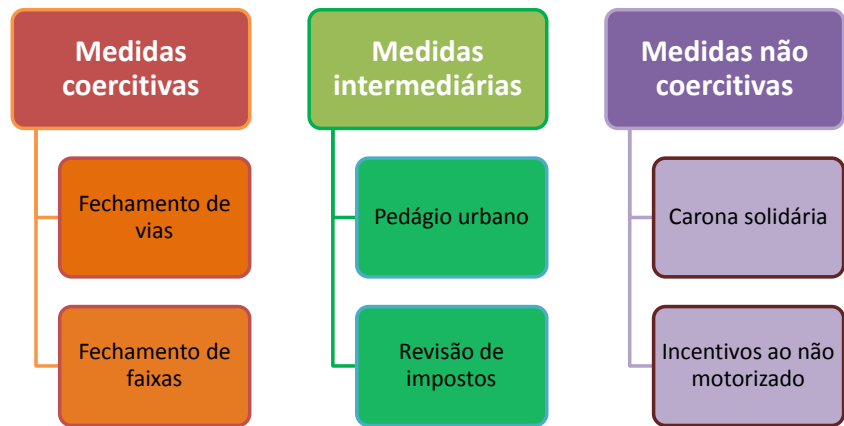 Medidas
coercitivas
Fechamento de
vias
Fechamento de
faixas
Medidas
intermediárias
Pedágio urbano
Revisão de
impostos
Medidas não
coercitivas
Carona solidária
Incentivos ao não
motorizado